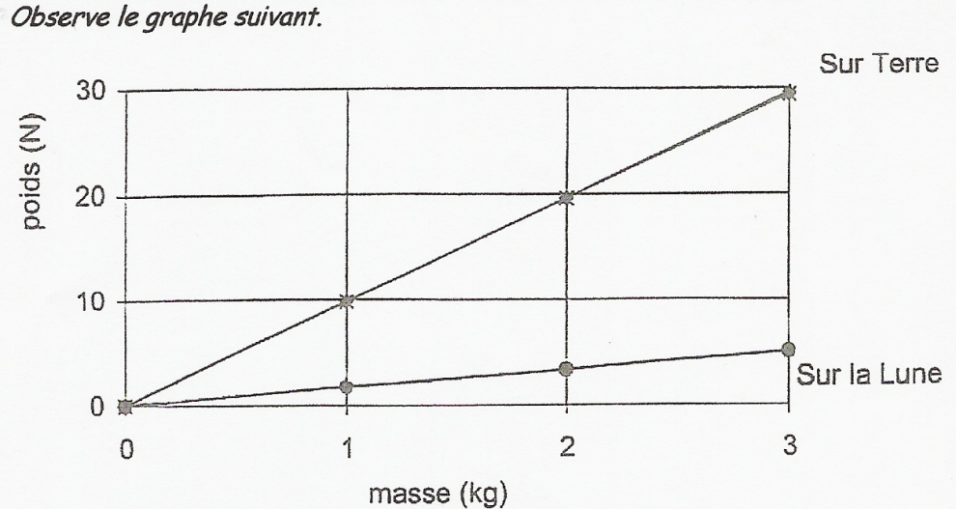 Observe le graphe suivant.
Sur Terre
30
20
10
0
poids (N)
Sur la Lune
0 1 2 3
masse (kg)